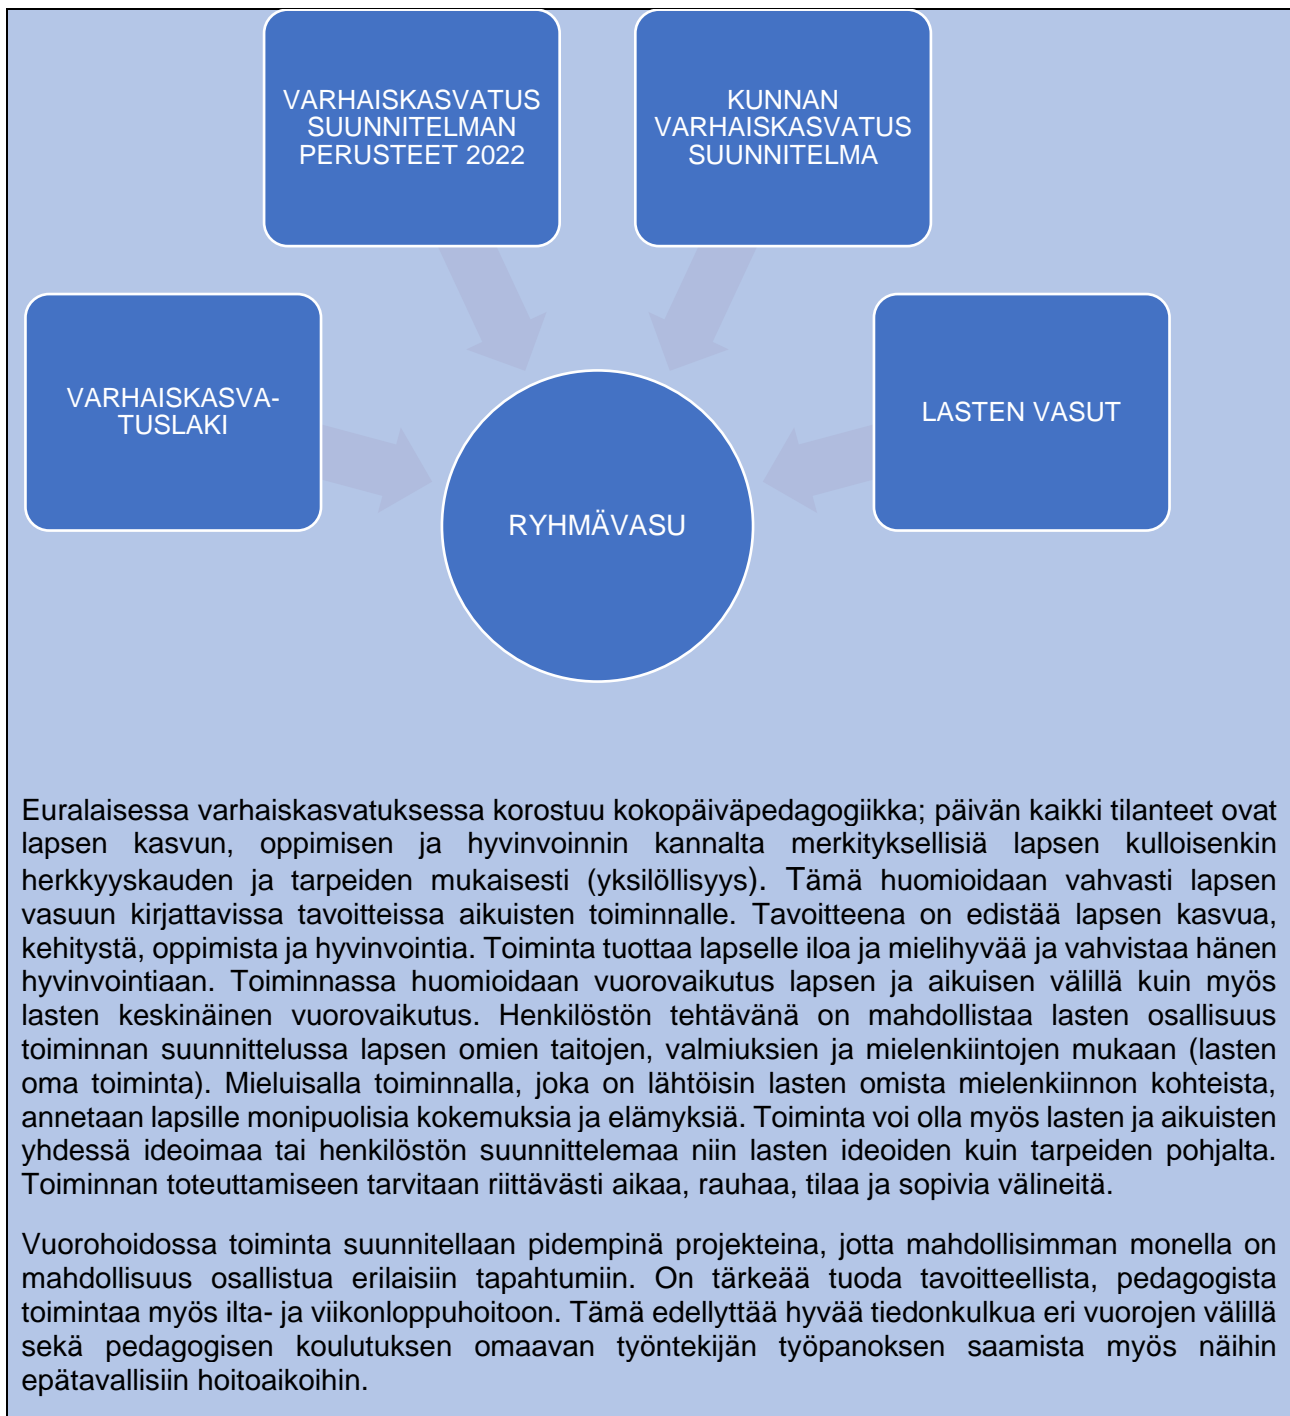 VARHAISKASVATUS
SUUNNITELMAN
PERUSTEET 2022
KUNNAN
VARHAISKASVATUS
SUUNNITELMA
VARHAISKASVA-
TUSLAKI
LASTEN VASUT
RYHMÄVASU
Euralaisessa varhaiskasvatuksessa korostuu kokopäiväpedagogiikka; päivän kaikki tilanteet ovat
lapsen kasvun, oppimisen ja hyvinvoinnin kannalta merkityksellisiä lapsen kulloisenkin
herkkyyskauden ja tarpeiden mukaisesti (yksilöllisyys). Tämä huomioidaan vahvasti lapsen
vasuun kirjattavissa tavoitteissa aikuisten toiminnalle. Tavoitteena on edistää lapsen kasvua,
kehitystä, oppimista ja hyvinvointia. Toiminta tuottaa lapselle iloa ja mielihyvää ja vahvistaa hänen
hyvinvointiaan. Toiminnassa huomioidaan vuorovaikutus lapsen ja aikuisen välillä kuin myös
lasten keskinäinen vuorovaikutus. Henkilöstön tehtävänä on mahdollistaa lasten osallisuus
toiminnan suunnittelussa lapsen omien taitojen, valmiuksien ja mielenkiintojen mukaan (lasten
oma toiminta). Mieluisalla toiminnalla, joka on lähtöisin lasten omista mielenkiinnon kohteista,
annetaan lapsille monipuolisia kokemuksia ja elämyksiä. Toiminta voi olla myös lasten ja aikuisten
yhdessä ideoimaa tai henkilöstön suunnittelemaa niin lasten ideoiden kuin tarpeiden pohjalta.
Toiminnan toteuttamiseen tarvitaan riittävästi aikaa, rauhaa, tilaa ja sopivia välineitä.
Vuorohoidossa toiminta suunnitellaan pidempinä projekteina, jotta mahdollisimman monella on
mahdollisuus osallistua erilaisiin tapahtumiin. On tärkeää tuoda tavoitteellista, pedagogista
toimintaa myös ilta- ja viikonloppuhoitoon. Tämä edellyttää hyvää tiedonkulkua eri vuorojen välillä
sekä pedagogisen koulutuksen omaavan työntekijän työpanoksen saamista myös näihin
epätavallisiin hoitoaikoihin.